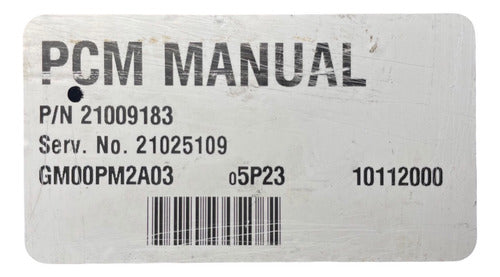 PCM MANUAL
P/N 21009183
Serv. No. 21025109
GM00PM2A03 05P23 10112000